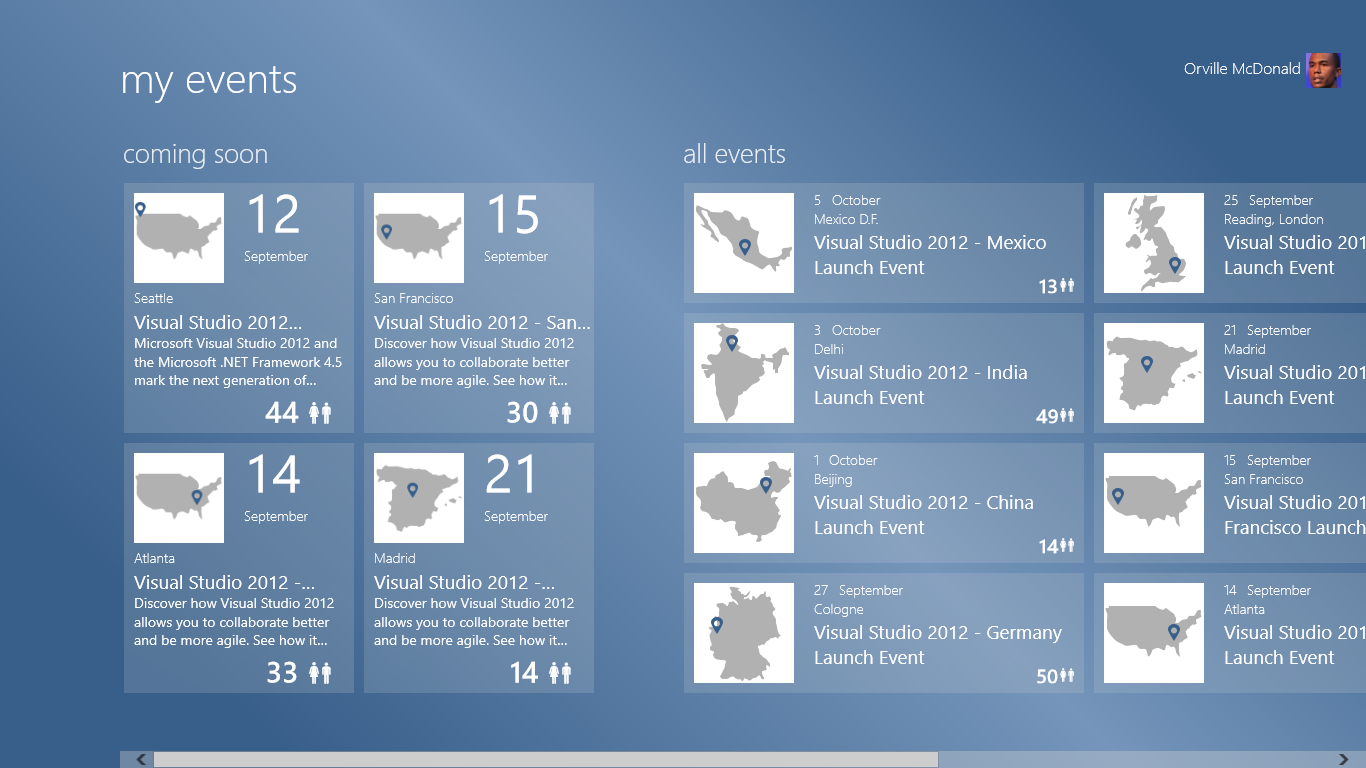 my events
Orville McDonald
coming soon
12
September
Seattle
Visual Studio 2012...
Microsoft Visual Studio 2012 and
the Microsoft .NET Framework 4.5
mark the next generation of...
44
15
September
San Francisco
Visual Studio 2012 - San...
Discover how Visual Studio 2012
allows you to collaborate better
and be more agile. See how it...
30
14
September
Atlanta
Visual Studio 2012 -...
Discover how Visual Studio 2012
allows you to collaborate better
and be more agile. See how it...
33
21
September
Madrid
Visual Studio 2012 -...
Discover how Visual Studio 2012
allows you to collaborate better
and be more agile. See how it...
14
all events
5 October
Mexico D.F.
Visual Studio 2012 - Mexico
Launch Event
13
3 October
Delhi
Visual Studio 2012 - India
Launch Event
49
1 October
Beijing
Visual Studio 2012 - China
Launch Event
14
27 September
Cologne
Visual Studio 2012 - Germany
Launch Event
50
25 September
Reading, London
Visual Studio 201
Launch Event
21 September
Madrid
Visual Studio 201
Launch Event
15 September
San Francisco
Visual Studio 201
Francisco Launch
14 September
Atlanta
Visual Studio 201
Launch Event